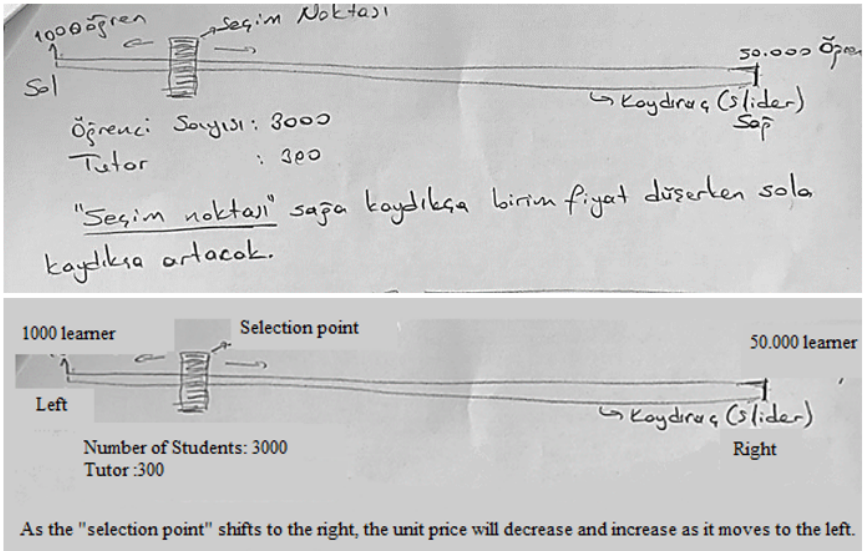 1000 öğren
Seçim Noktası
50.000 Öğren
Sol
Kaydıraç (slider)
Sağ
Öğrenci Sayısı: 3000
Tutor : 300
"Seçim noktası" sağa kaydıkça birim fiyat düşerken sola
kaydıkça artacak.
1000 learner
Selection point
50.000 learner
Left
Kaydıraç (slider)
Right
Number of Students: 3000
Tutor :300
As the "selection point" shifts to the right, the unit price will decrease and increase as it moves to the left.